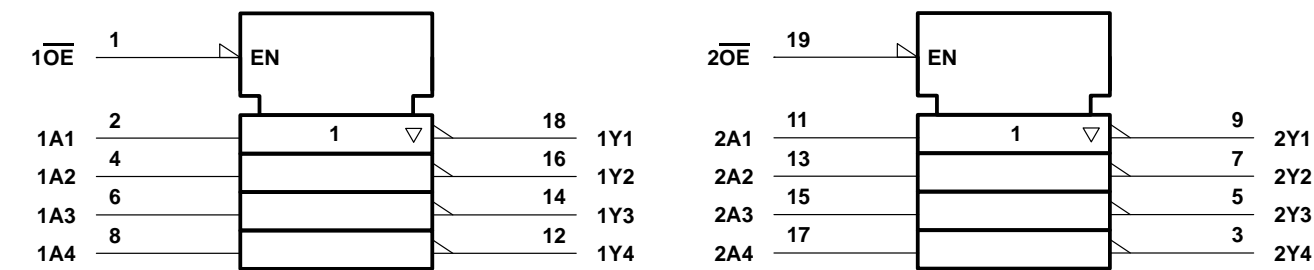 1O̅E̅ 1 EN
1A1 2 1 ▽ 18 1Y1
1A2 4 16 1Y2
1A3 6 14 1Y3
1A4 8 12 1Y4
2O̅E̅ 19 EN
2A1 11 1 ▽ 9 2Y1
2A2 13 7 2Y2
2A3 15 5 2Y3
2A4 17 3 2Y4